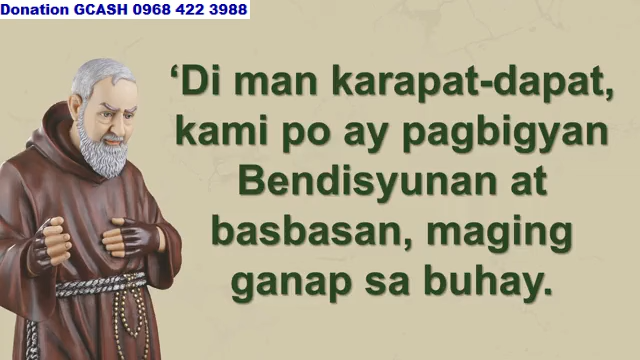 Donation GCASH 0968 422 3988
‘Di man karapat-dapat,
kami po ay pagbigyan
Bendisyunan at
basbasan, maging
ganap sa buhay.